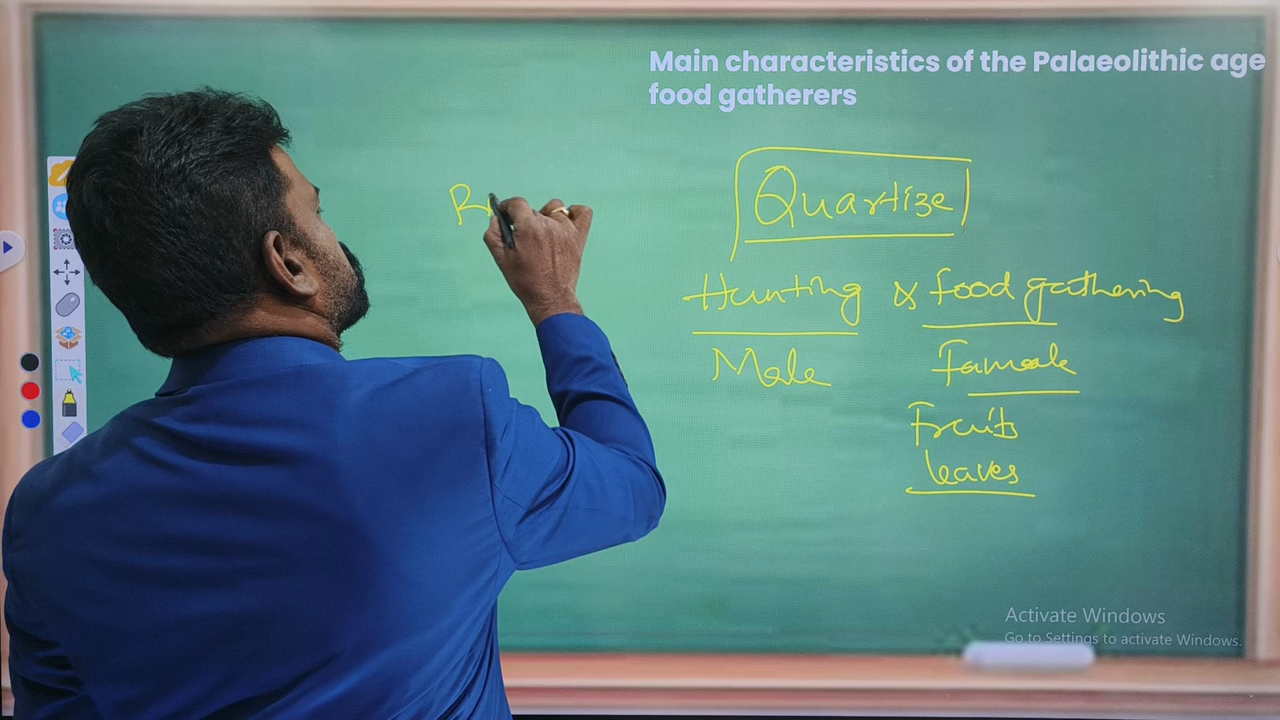 Main characteristics of the Palaeolithic age
food gatherers
Quartize
Hunting & food gathering
Male Famale
Fruits
leaves
Activate Windows
Go to Settings to activate Windows.